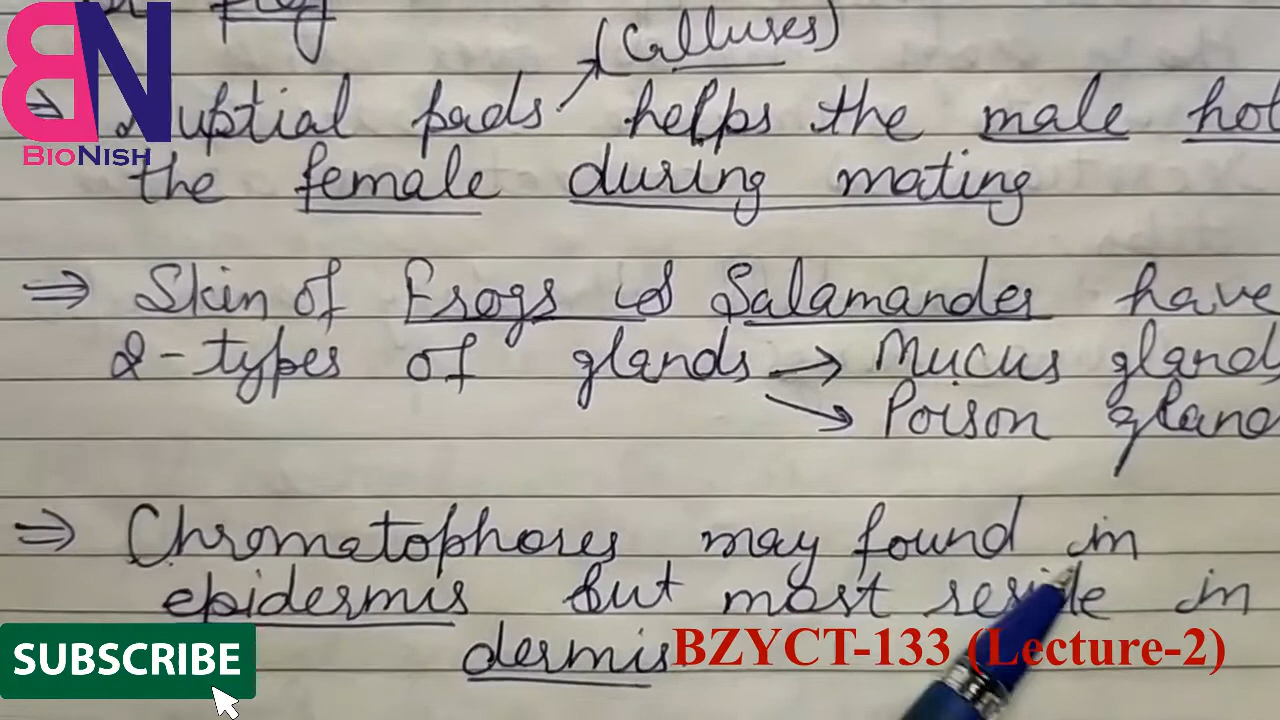 (Calluses)
⇒ Nuptial pads ↗ helps the male hol
the female during mating
⇒ Skin of Frogs & Salamander have
2-types of glands → Mucus gland
↘ Poison gland
⇒ Chromatophores may found in
epidermis but most reside in
dermis
BN
BIONISH
SUBSCRIBE
BZYCT-133 (Lecture-2)